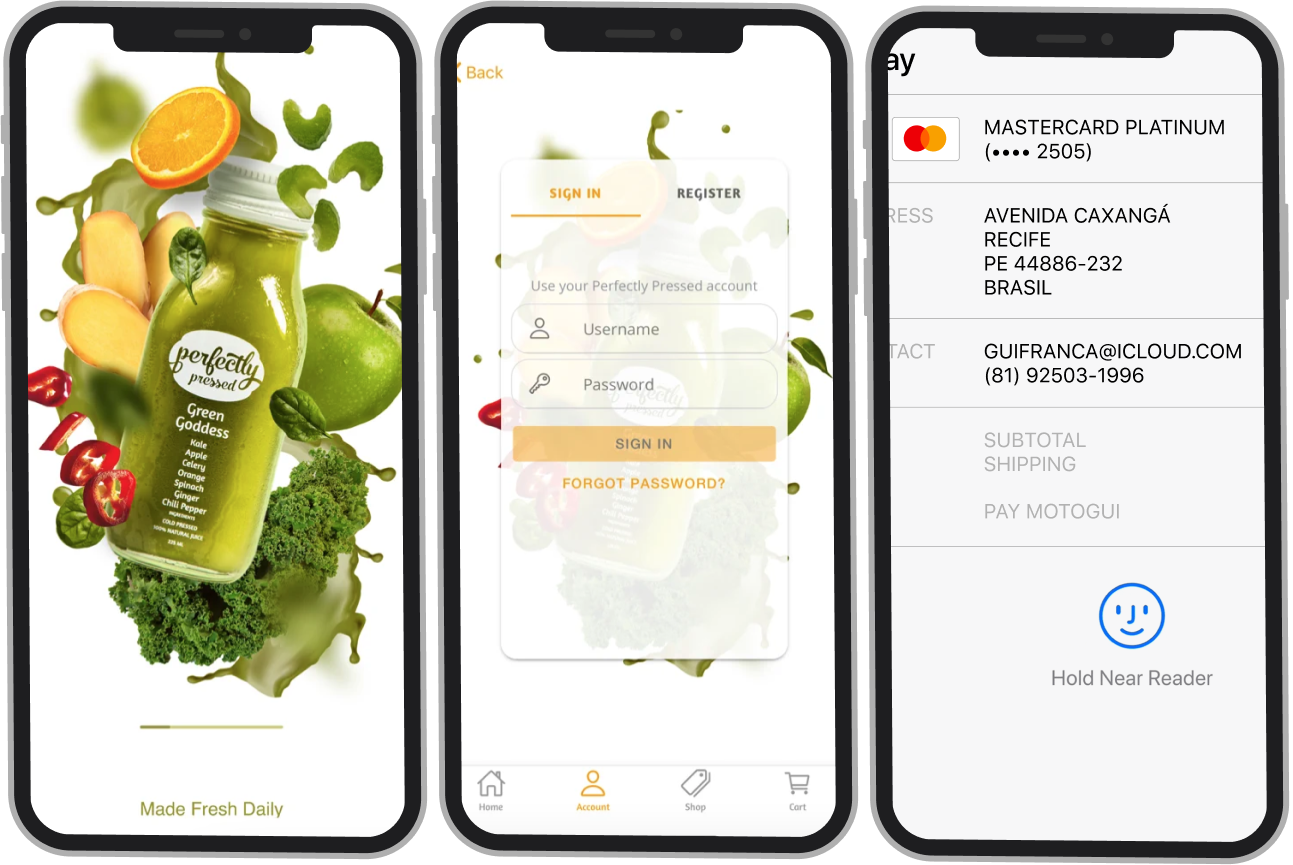 perfectly
pressed
Green
Goddess
Kale
Apple
Celery
Orange
Spinach
Ginger
Chili Pepper
INGREDIENTS
COLD PRESSED
100% NATURAL JUICE
Made Fresh Daily
Back
SIGN IN
REGISTER
Use your Perfectly Pressed account
Username
Password
SIGN IN
FORGOT PASSWORD?
perfectly
pressed
Home
Account
Shop
Cart
ay
MASTERCARD PLATINUM
(•••• 2505)
RESS
AVENIDA CAXANGÁ
RECIFE
PE 44886-232
BRASIL
TACT
GUIFRANCA@ICLOUD.COM
(81) 92503-1996
SUBTOTAL
SHIPPING
PAY MOTOGUI
Hold Near Reader